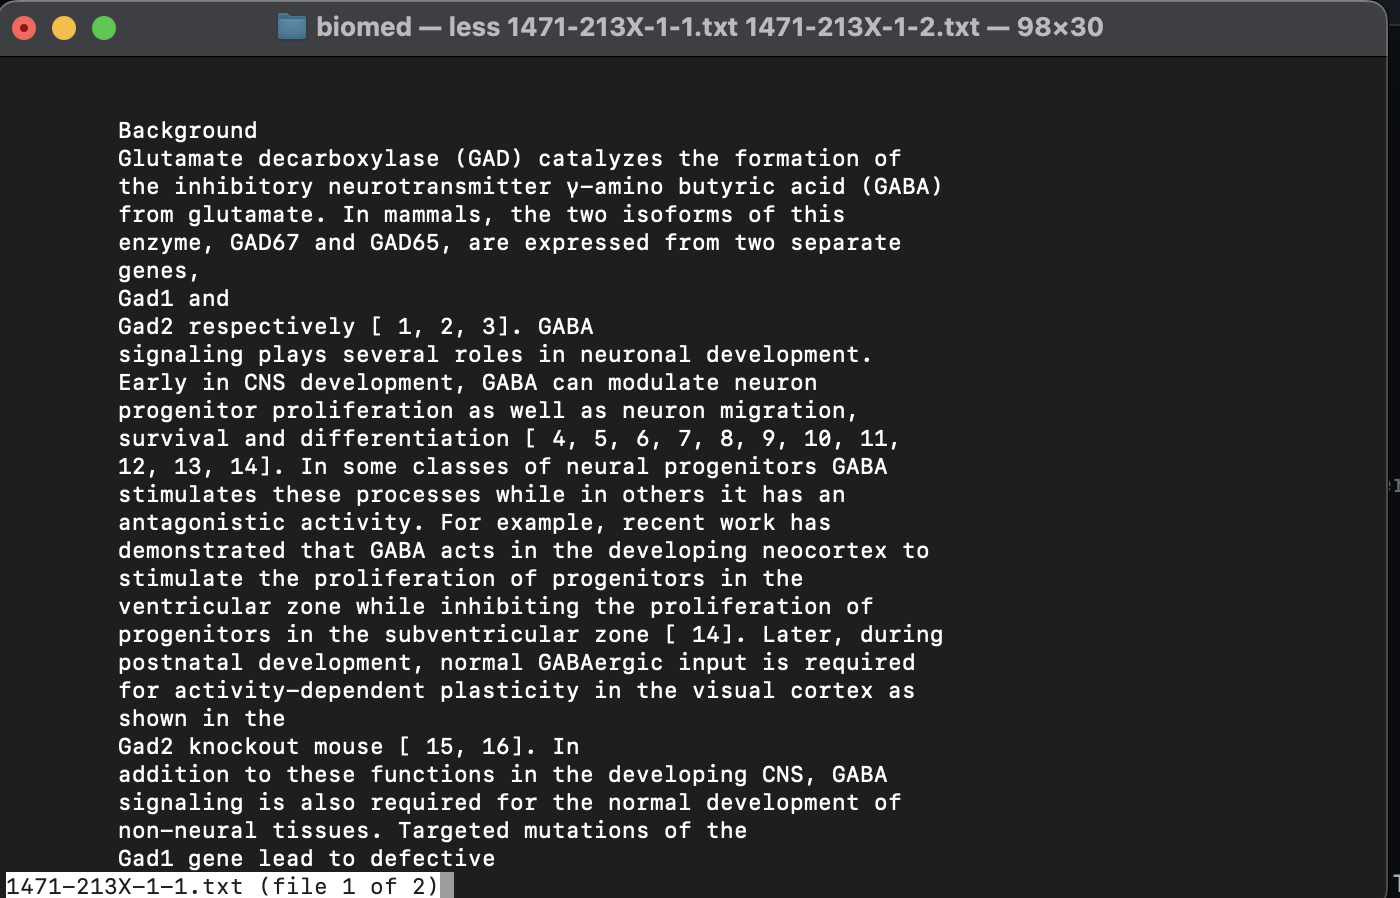 biomed — less 1471-213X-1-1.txt 1471-213X-1-2.txt — 98×30
Background
Glutamate decarboxylase (GAD) catalyzes the formation of
the inhibitory neurotransmitter γ-amino butyric acid (GABA)
from glutamate. In mammals, the two isoforms of this
enzyme, GAD67 and GAD65, are expressed from two separate
genes,
Gad1 and
Gad2 respectively [ 1, 2, 3]. GABA
signaling plays several roles in neuronal development.
Early in CNS development, GABA can modulate neuron
progenitor proliferation as well as neuron migration,
survival and differentiation [ 4, 5, 6, 7, 8, 9, 10, 11,
12, 13, 14]. In some classes of neural progenitors GABA
stimulates these processes while in others it has an
antagonistic activity. For example, recent work has
demonstrated that GABA acts in the developing neocortex to
stimulate the proliferation of progenitors in the
ventricular zone while inhibiting the proliferation of
progenitors in the subventricular zone [ 14]. Later, during
postnatal development, normal GABAergic input is required
for activity-dependent plasticity in the visual cortex as
shown in the
Gad2 knockout mouse [ 15, 16]. In
addition to these functions in the developing CNS, GABA
signaling is also required for the normal development of
non-neural tissues. Targeted mutations of the
Gad1 gene lead to defective
1471-213X-1-1.txt (file 1 of 2)